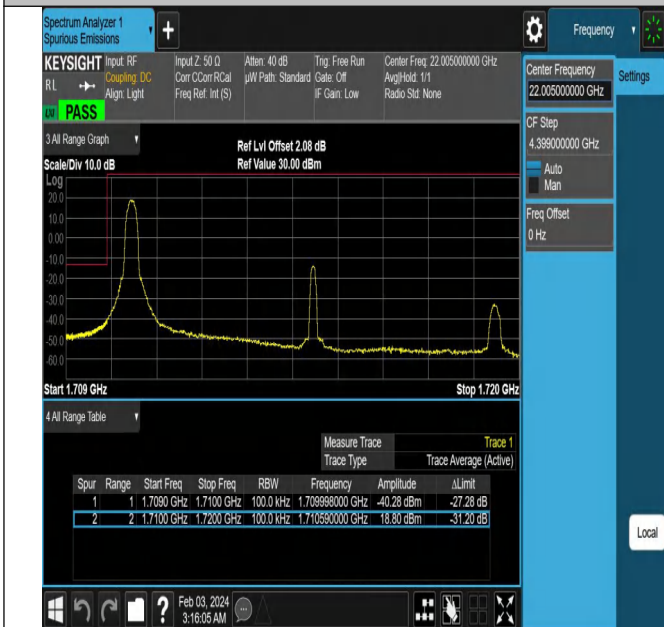 Spectrum Analyzer 1
Spurious Emissions
+
Frequency
KEYSIGHT
RL
PASS
Input: RF
Coupling: DC
Align: Light
Input Z: 50 Ω
Corr CCorr RCal
Freq Ref: Int (S)
Atten: 40 dB
µW Path: Standard
Trig: Free Run
Gate: Off
IF Gain: Low
Center Freq: 22.005000000 GHz
Avg|Hold: 1/1
Radio Std: None
Center Frequency
22.005000000 GHz
Settings
CF Step
4.399000000 GHz
Auto
Man
Freq Offset
0 Hz
Local
3 All Range Graph
Scale/Div 10.0 dB
Ref Lvl Offset 2.08 dB
Ref Value 30.00 dBm
Log
20.0
10.0
0.00
-10.0
-20.0
-30.0
-40.0
-50.0
-60.0
Start 1.709 GHz
Stop 1.720 GHz
4 All Range Table
Measure Trace Trace 1
Trace Type Trace Average (Active)
Spur Range Start Freq Stop Freq RBW Frequency Amplitude ΔLimit
1 1 1.7090 GHz 1.7100 GHz 100.0 kHz 1.709998000 GHz -40.28 dBm -27.28 dB
2 2 1.7100 GHz 1.7200 GHz 100.0 kHz 1.710590000 GHz 18.80 dBm -31.20 dB
?
Feb 03, 2024
3:16:05 AM